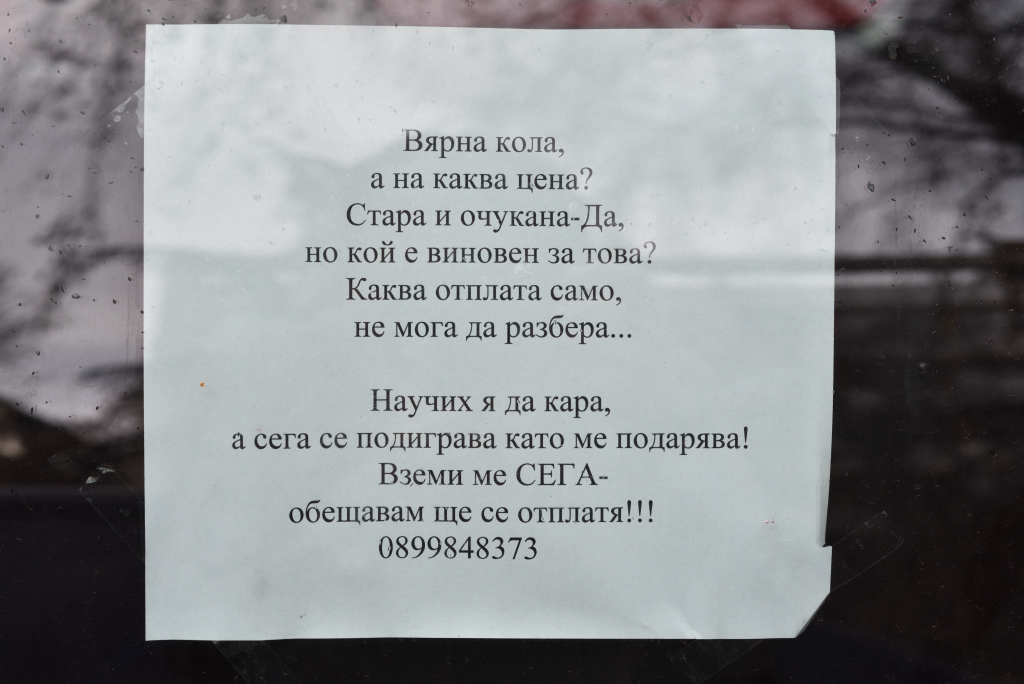 Вярна кола,
а на каква цена?
Стара и очукана-Да,
но кой е виновен за това?
Каква отплата само,
не мога да разбера...
Научих я да кара,
а сега се подиграва като ме подарява!
Вземи ме СЕГА-
обещавам ще се отплатя!!!
0899848373